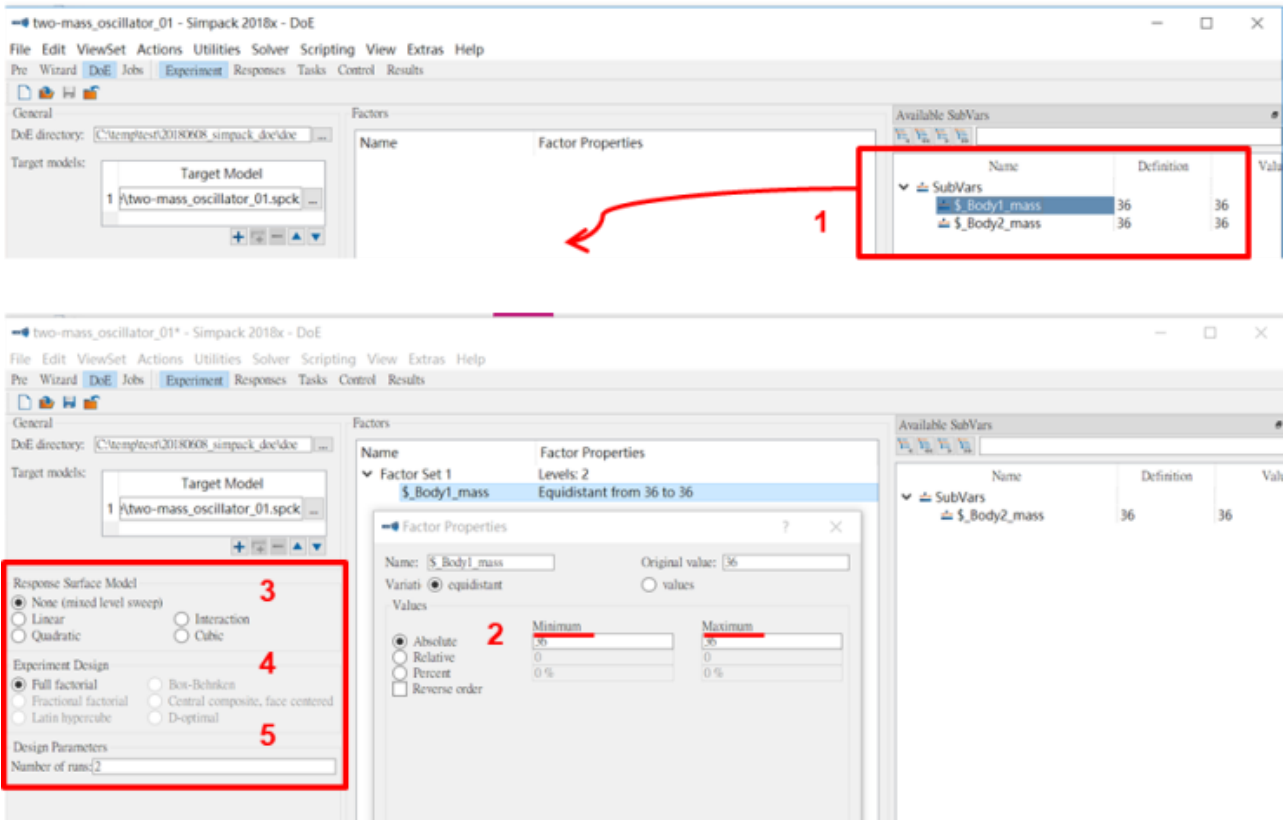 two-mass_oscillator_01 - Simpack 2018x - DoE
File Edit ViewSet Actions Utilities Solver Scripting View Extras Help
Pre Wizard DoE Jobs Experiment Responses Tasks Control Results
General Factors Available SubVars
DoE directory: C:\temp\test\20180608_simpack_doe\doe ...
Name Factor Properties
Target models: Target Model
Name Definition Valu
1 \two-mass_oscillator_01.spck ...
SubVars
$_Body1_mass 36 36
1
$_Body2_mass 36 36
two-mass_oscillator_01* - Simpack 2018x - DoE
File Edit ViewSet Actions Utilities Solver Scripting View Extras Help
Pre Wizard DoE Jobs Experiment Responses Tasks Control Results
General Factors Available SubVars
DoE directory: C:\temp\test\20180608_simpack_doe\doe ...
Name Factor Properties
Target models: Target Model
Factor Set 1 Levels: 2
Name Definition Valu
$_Body1_mass Equidistant from 36 to 36
SubVars
1 \two-mass_oscillator_01.spck ...
$_Body2_mass 36 36
Factor Properties ?
Name: $_Body1_mass Original value: 36
Variati equidistant values
Values
Minimum Maximum
2
Absolute 36 36
Relative 0 0
Percent 0 % 0 %
Reverse order
Response Surface Model
3
None (mixed level sweep)
Linear Interaction
Quadratic Cubic
Experiment Design
4
Full factorial Box-Behnken
Fractional factorial Central composite, face centered
Latin hypercube D-optimal
5
Design Parameters
Number of runs: 2